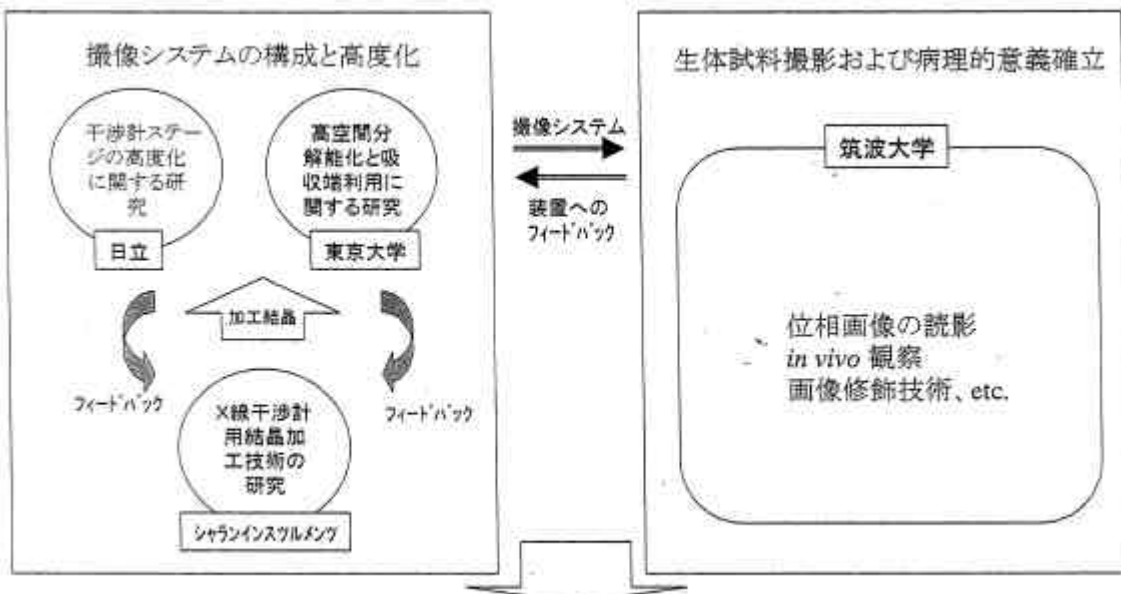 撮像システムの構成と高度化
干渉計ステー
ジの高度化
に関する研
究
日立
高空間分
解能化と吸
収端利用に
関する研究
東京大学
加工結晶
フィードバック
フィードバック
X線干渉計
用結晶加
工技術の
研究
シャランインスツルメンツ
撮像システム
装置への
フィードバック
生体試料撮影および病理的意義確立
筑波大学
位相画像の読影
in vivo 観察
画像修飾技術、etc.